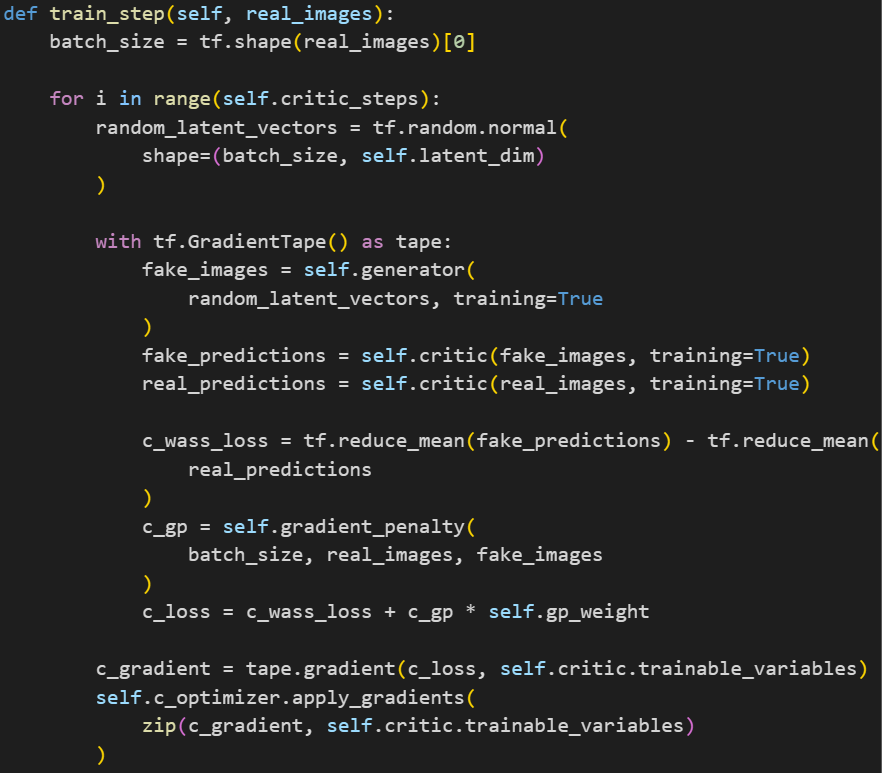 def train_step(self, real_images):
    batch_size = tf.shape(real_images)[0]

    for i in range(self.critic_steps):
        random_latent_vectors = tf.random.normal(
            shape=(batch_size, self.latent_dim)
        )

        with tf.GradientTape() as tape:
            fake_images = self.generator(
                random_latent_vectors, training=True
            )
            fake_predictions = self.critic(fake_images, training=True)
            real_predictions = self.critic(real_images, training=True)

            c_wass_loss = tf.reduce_mean(fake_predictions) - tf.reduce_mean(
                real_predictions
            )
            c_gp = self.gradient_penalty(
                batch_size, real_images, fake_images
            )
            c_loss = c_wass_loss + c_gp * self.gp_weight

        c_gradient = tape.gradient(c_loss, self.critic.trainable_variables)
        self.c_optimizer.apply_gradients(
            zip(c_gradient, self.critic.trainable_variables)
        )